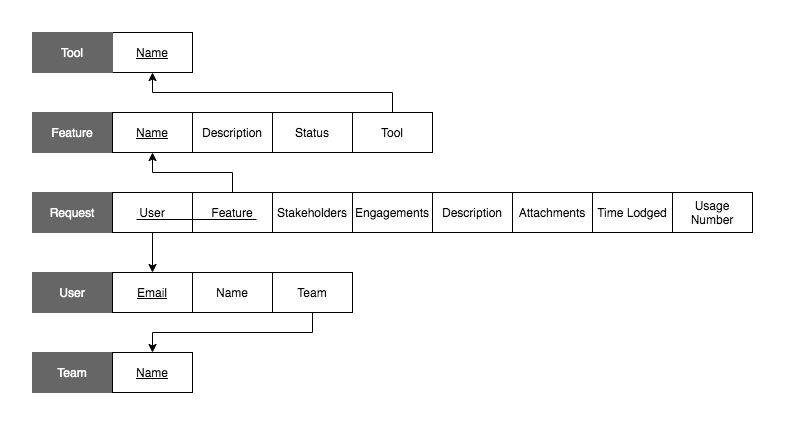 Tool Name
Feature Name Description Status Tool
Request User Feature Stakeholders Engagements Description Attachments Time Lodged Usage Number
User Email Name Team
Team Name